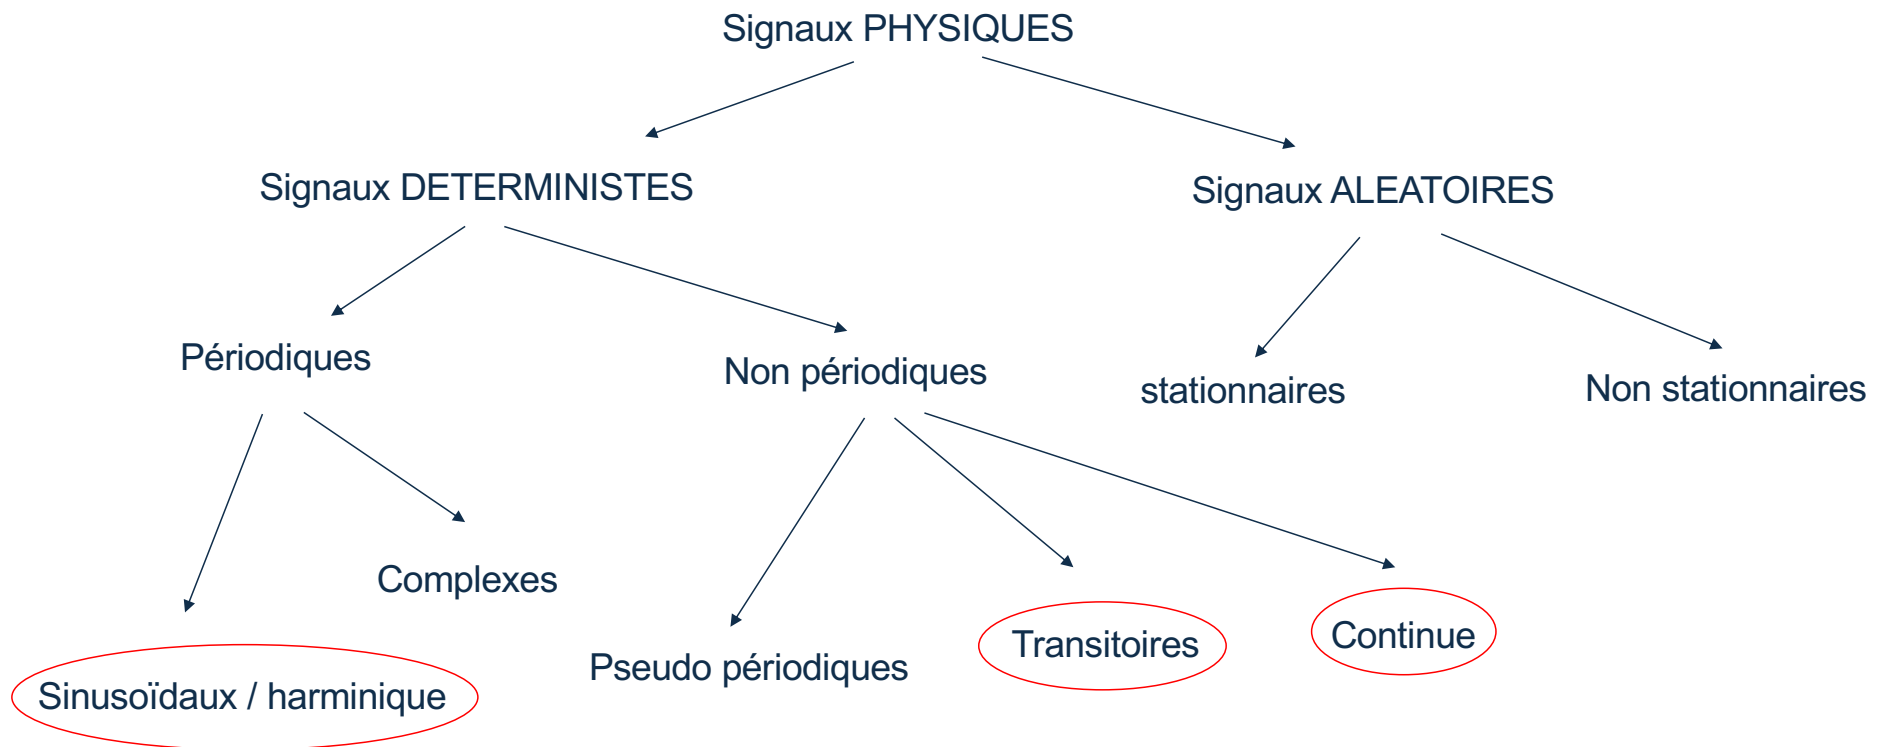 Signaux PHYSIQUES
Signaux DETERMINISTES
Signaux ALEATOIRES
Périodiques
Non périodiques
stationnaires
Non stationnaires
Complexes
Pseudo périodiques
Transitoires
Continue
Sinusoïdaux / harminique